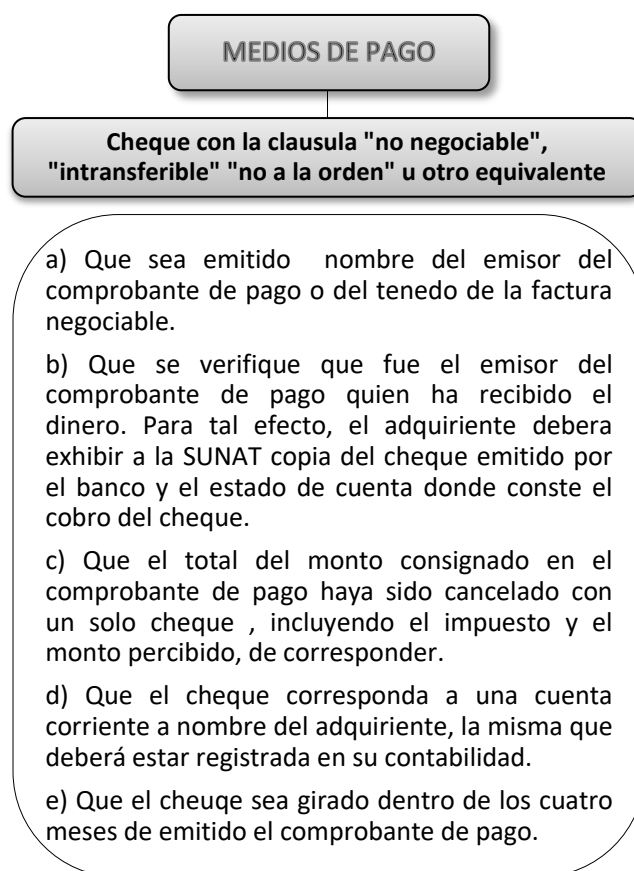 MEDIOS DE PAGO
Cheque con la clausula "no negociable",
"intransferible" "no a la orden" u otro equivalente
a) Que sea emitido nombre del emisor del
comprobante de pago o del tenedo de la factura
negociable.
b) Que se verifique que fue el emisor del
comprobante de pago quien ha recibido el
dinero. Para tal efecto, el adquiriente debera
exhibir a la SUNAT copia del cheque emitido por
el banco y el estado de cuenta donde conste el
cobro del cheque.
c) Que el total del monto consignado en el
comprobante de pago haya sido cancelado con
un solo cheque , incluyendo el impuesto y el
monto percibido, de corresponder.
d) Que el cheque corresponda a una cuenta
corriente a nombre del adquiriente, la misma que
deberá estar registrada en su contabilidad.
e) Que el cheuqe sea girado dentro de los cuatro
meses de emitido el comprobante de pago.